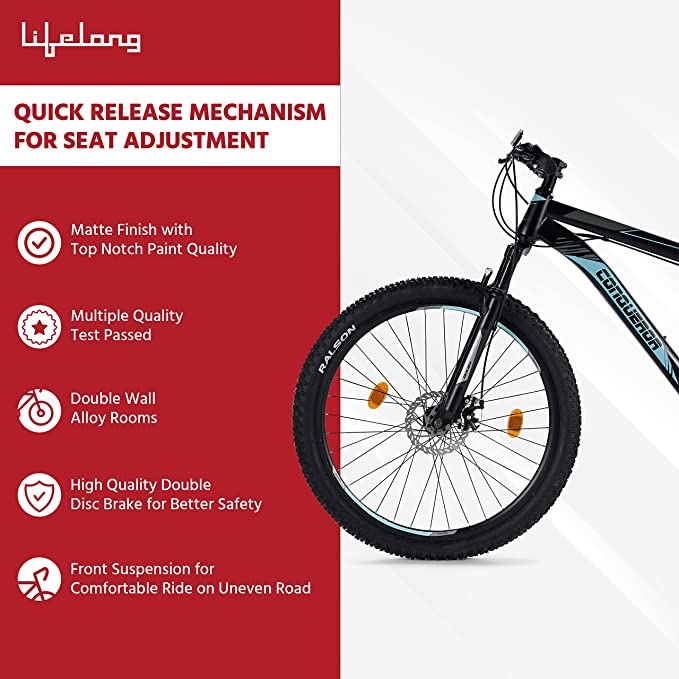 Lifelong
QUICK RELEASE MECHANISM
FOR SEAT ADJUSTMENT
Matte Finish with
Top Notch Paint Quality
Multiple Quality
Test Passed
Double Wall
Alloy Rooms
High Quality Double
Disc Brake for Better Safety
Front Suspension for
Comfortable Ride on Uneven Road
CONQUEROR
RALSON